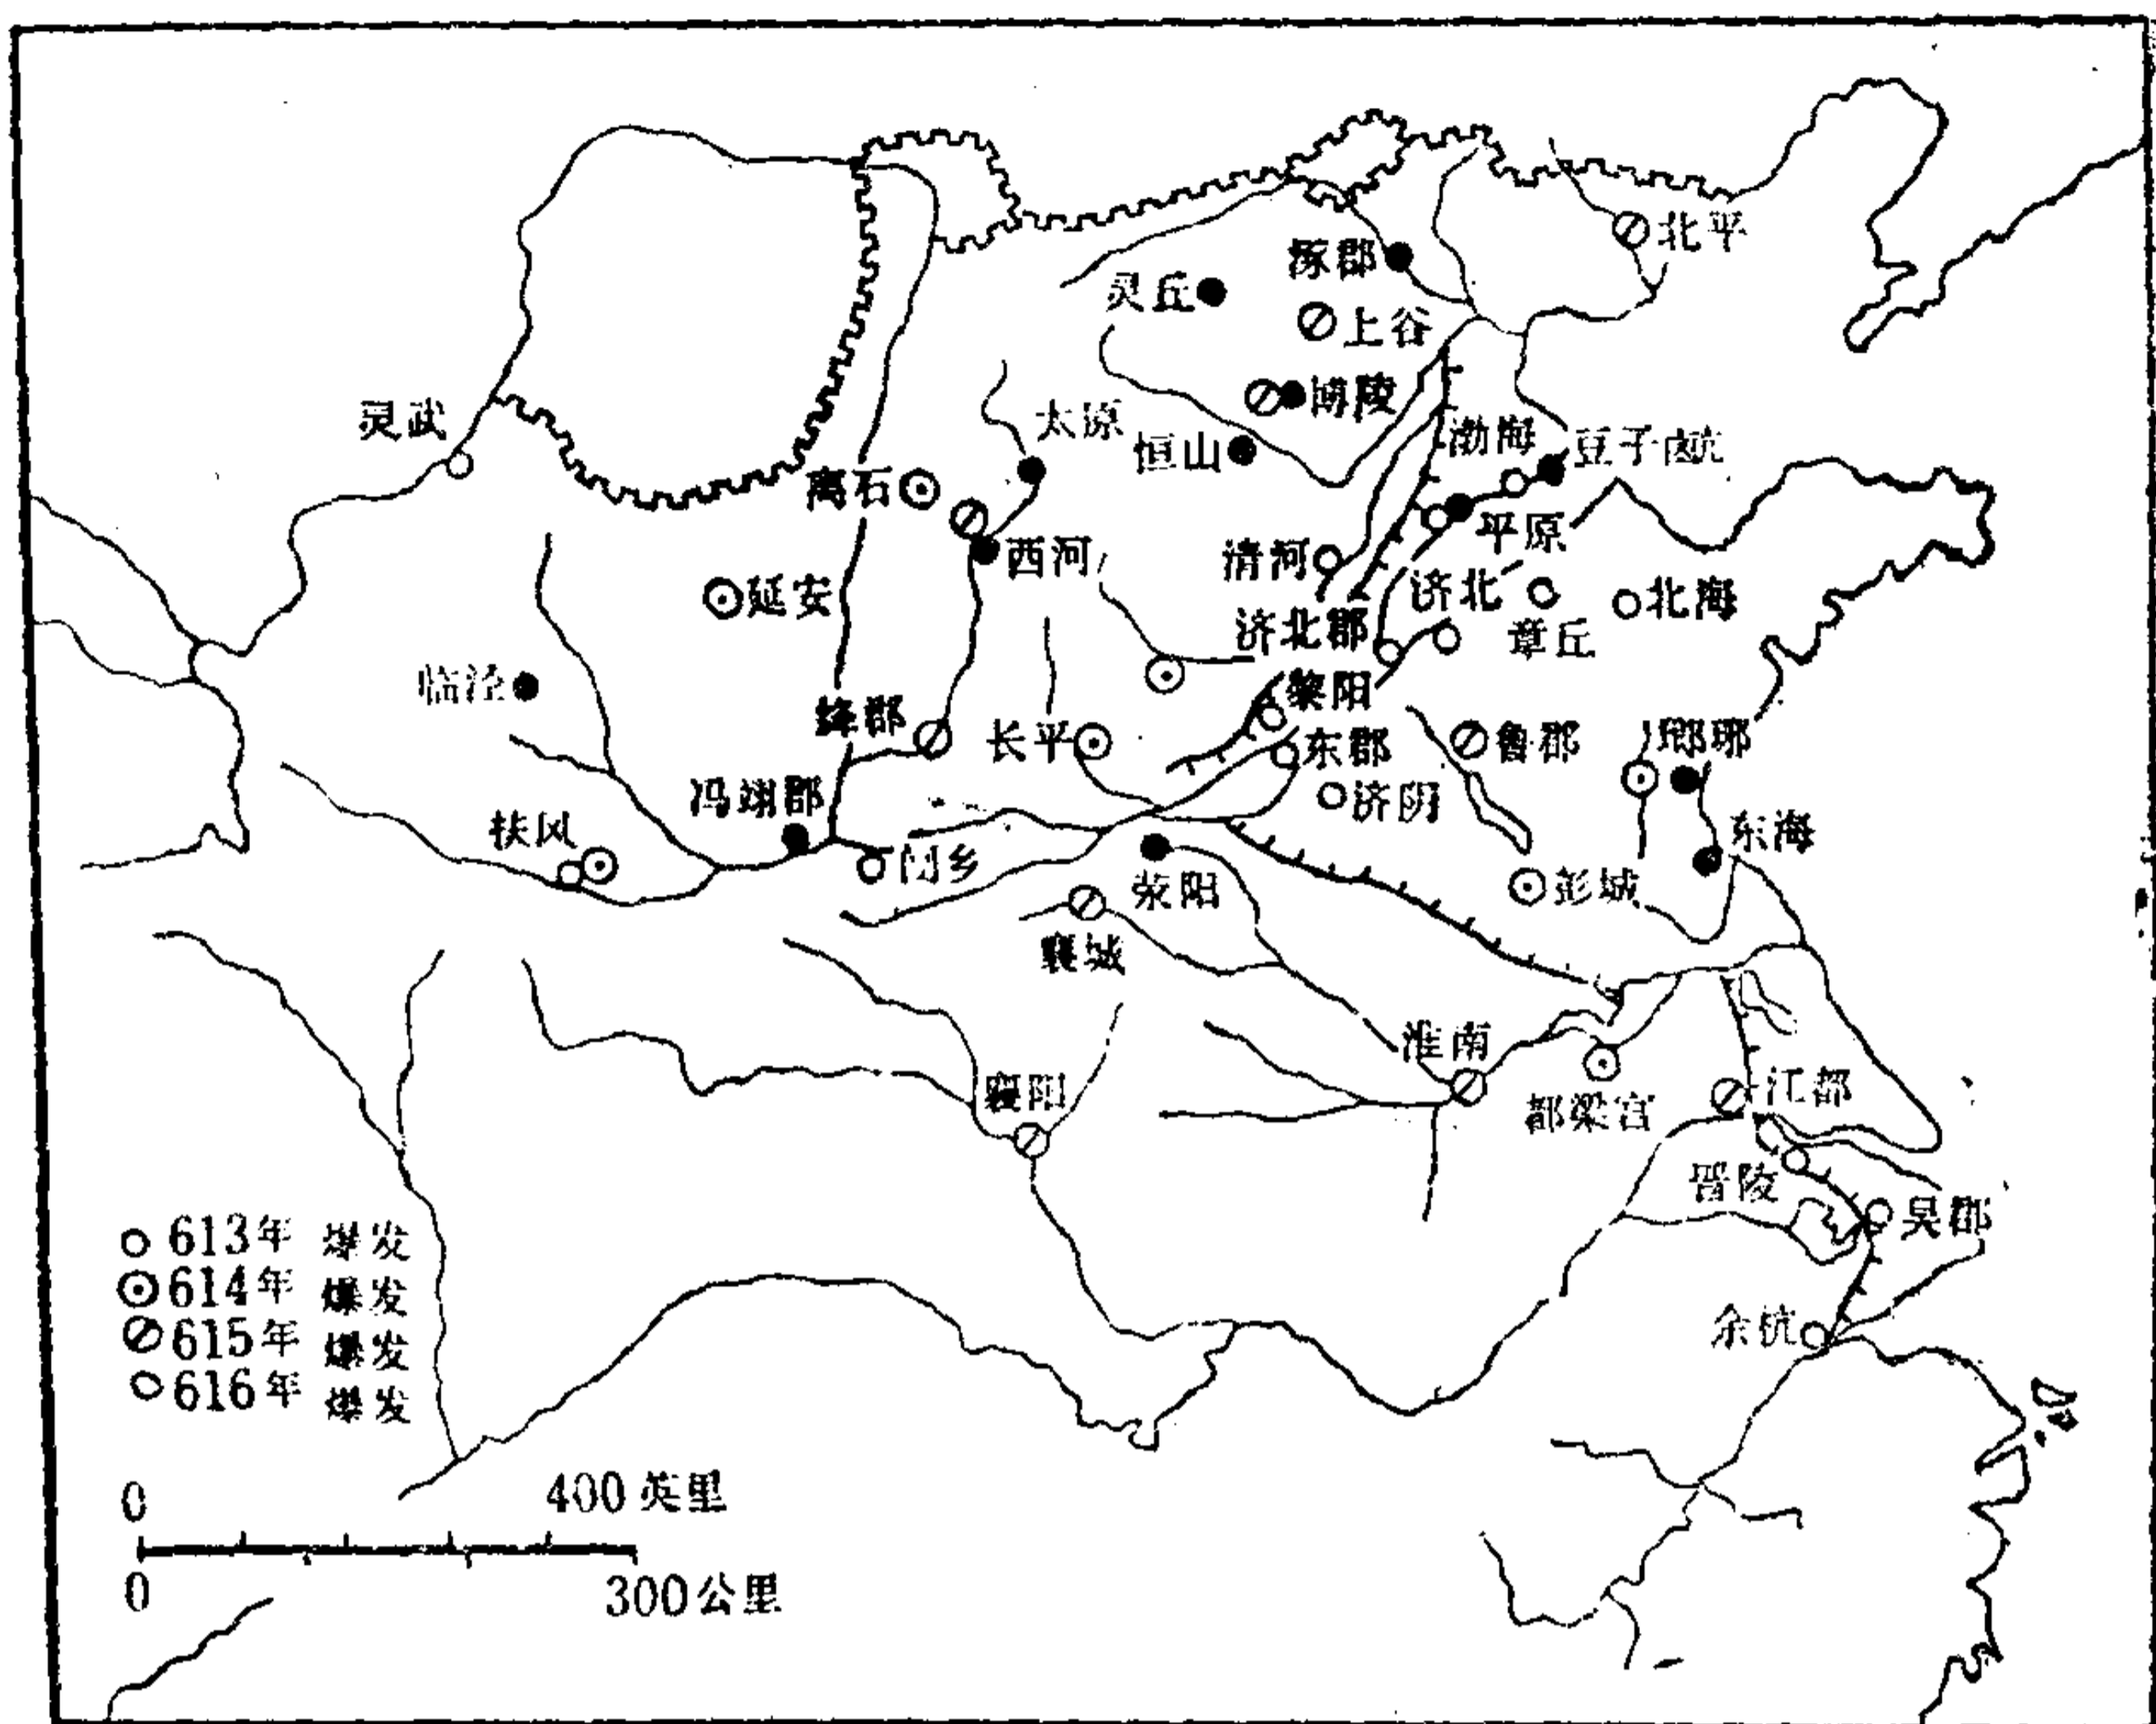 北平
涿郡
灵丘
上谷
博陵
灵武
太原
恒山
渤海
豆子卤亢
离石
平原
西河
清河
延安
济北
北海
济北郡
章丘
临泾
黎阳
绛郡
长平
东郡
鲁郡
琅琊
冯翊郡
济阴
扶风
阌乡
东海
荥阳
彭城
襄城
淮南
襄阳
都梁宫
江都
晋陵
吴郡
余杭
613年 爆发
614年 爆发
615年 爆发
616年 爆发
0 400英里
0 300公里